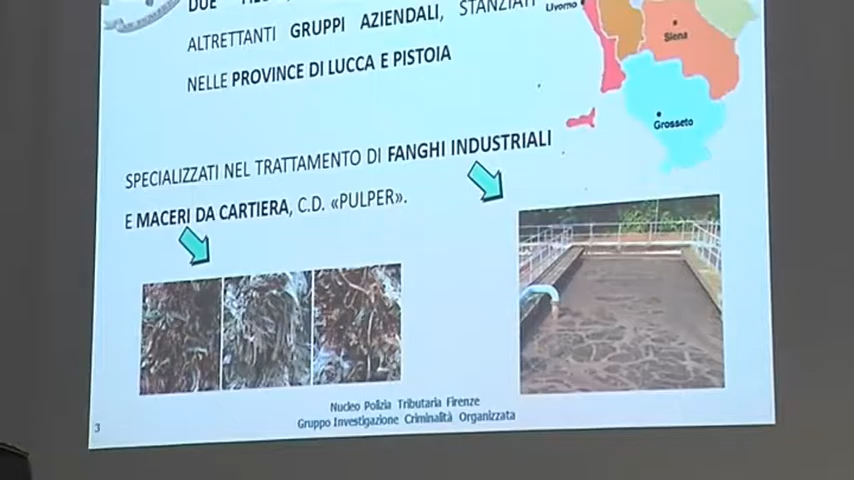 DUE
ALTRETTANTI GRUPPI AZIENDALI, STANZIATI
NELLE PROVINCE DI LUCCA E PISTOIA
Livorno
Siena
Grosseto
SPECIALIZZATI NEL TRATTAMENTO DI FANGHI INDUSTRIALI
E MACERI DA CARTIERA, C.D. «PULPER».
Nucleo Polizia Tributaria Firenze
Gruppo Investigazione Criminalità Organizzata
3